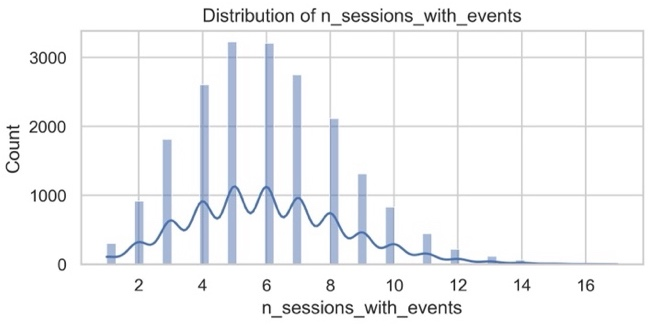 Distribution of n_sessions_with_events
Count
3000
2000
1000
0
2 4 6 8 10 12 14 16
n_sessions_with_events